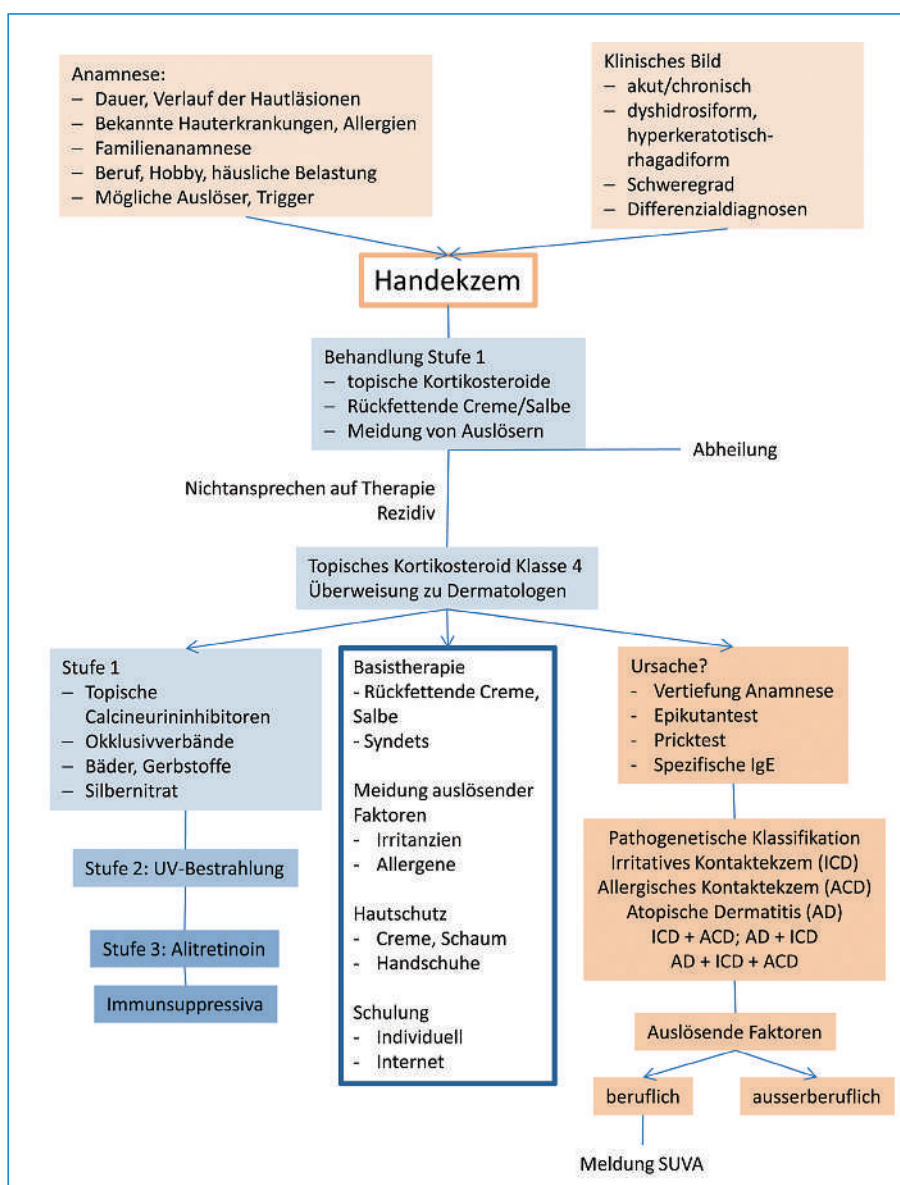 Anamnese:
– Dauer, Verlauf der Hautläsionen
– Bekannte Hauterkrankungen, Allergien
– Familienanamnese
– Beruf, Hobby, häusliche Belastung
– Mögliche Auslöser, Trigger
Klinisches Bild
– akut/chronisch
– dyshidrosiform,
hyperkeratotisch-
rhagadiform
– Schweregrad
– Differenzialdiagnosen
Handekzem
Behandlung Stufe 1
– topische Kortikosteroide
– Rückfettende Creme/Salbe
– Meidung von Auslösern
Abheilung
Nichtansprechen auf Therapie
Rezidiv
Topisches Kortikosteroid Klasse 4
Überweisung zu Dermatologen
Stufe 1
– Topische
Calcineurininhibitoren
– Okklusivverbände
– Bäder, Gerbstoffe
– Silbernitrat
Stufe 2: UV-Bestrahlung
Stufe 3: Alitretinoin
Immunsuppressiva
Basistherapie
- Rückfettende Creme,
Salbe
- Syndets
Meidung auslösender
Faktoren
- Irritanzien
- Allergene
Hautschutz
- Creme, Schaum
- Handschuhe
Schulung
- Individuell
- Internet
Ursache?
- Vertiefung Anamnese
- Epikutantest
- Pricktest
- Spezifische IgE
Pathogenetische Klassifikation
Irritatives Kontaktekzem (ICD)
Allergisches Kontaktekzem (ACD)
Atopische Dermatitis (AD)
ICD + ACD; AD + ICD
AD + ICD + ACD
Auslösende Faktoren
beruflich
ausserberuflich
Meldung SUVA